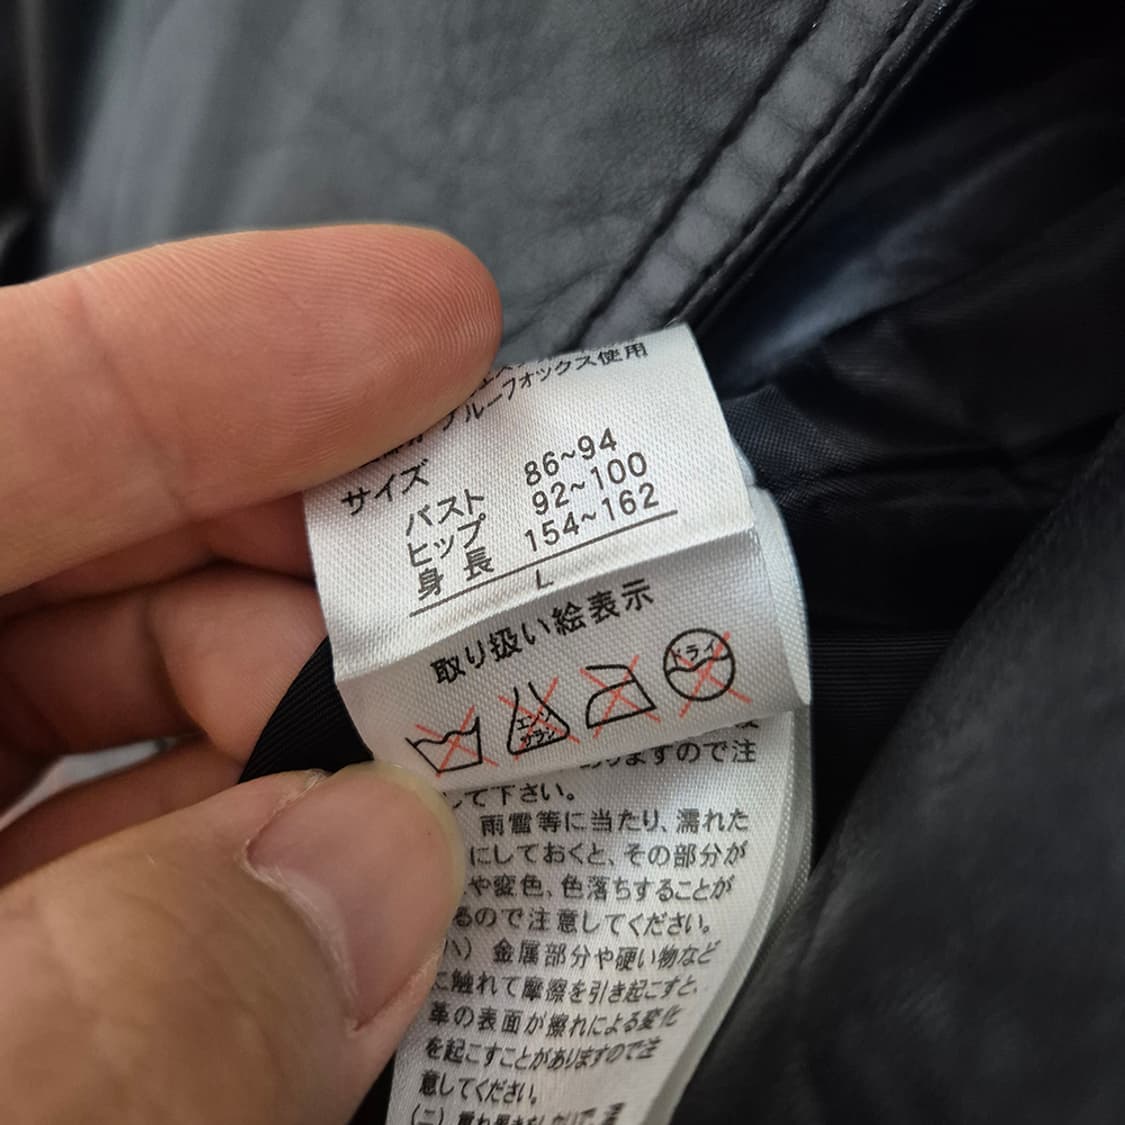 ブルーフォックス使用
サイズ
バスト 86~94
ヒップ 92~100
身長 154~162
L
取り扱い絵表示
エンソ サラシ
ドライ
ありますので注
して下さい。
雨雪等に当たり、濡れた
にしておくと、その部分が
や変色、色落ちすることが
るので注意してください。
(ハ) 金属部分や硬い物など
に触れて摩擦を引き起こすと、
革の表面が擦れによる変化
を起こすことがありますので注
意してください。
(ニ)